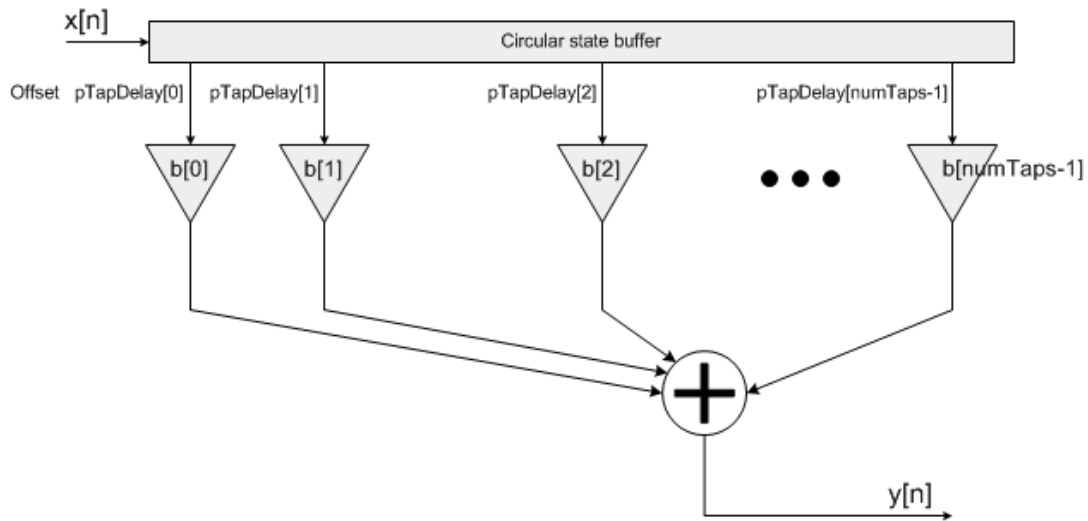 x[n]
Circular state buffer
Offset pTapDelay[0] pTapDelay[1] pTapDelay[2] pTapDelay[numTaps-1]
b[0] b[1] b[2] b[numTaps-1]
y[n]